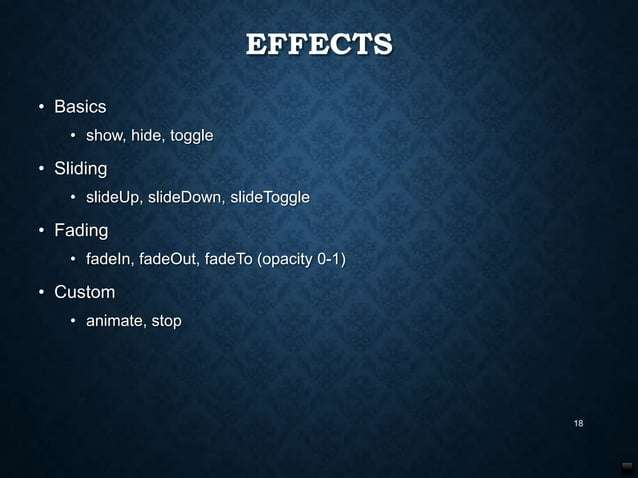 EFFECTS
• Basics
• show, hide, toggle
• Sliding
• slideUp, slideDown, slideToggle
• Fading
• fadeIn, fadeOut, fadeTo (opacity 0-1)
• Custom
• animate, stop
18